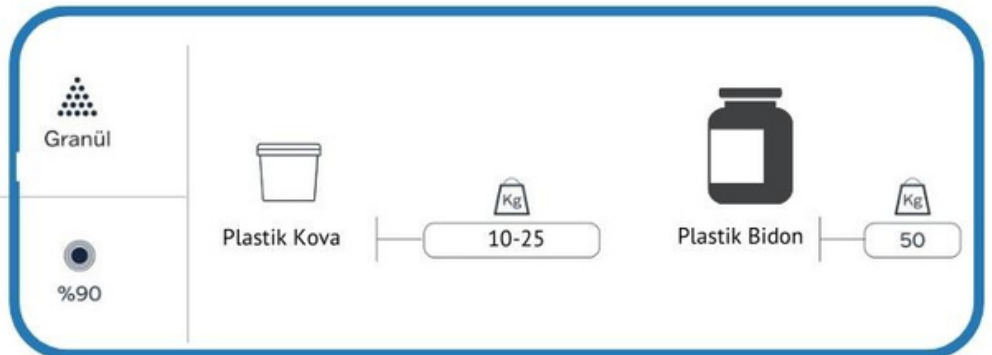 Granül
%90
Plastik Kova
Kg
10-25
Plastik Bidon
Kg
50